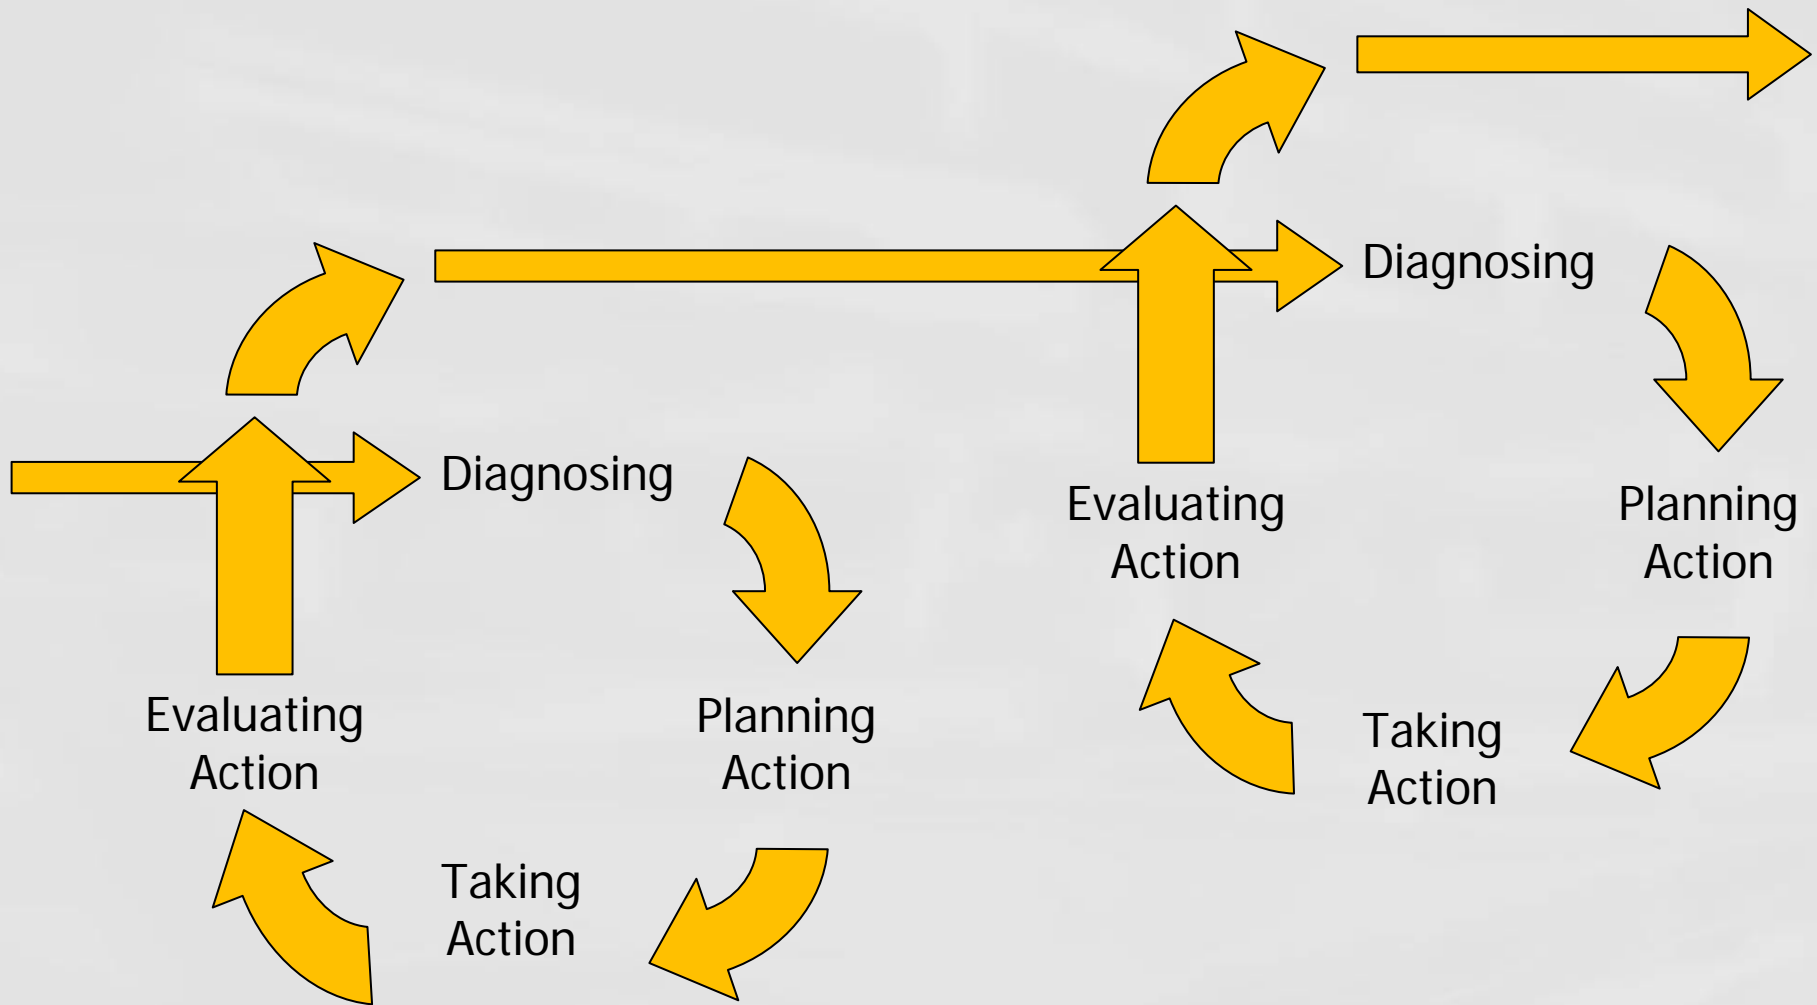 Diagnosing
Diagnosing
Evaluating
Action
Planning
Action
Evaluating
Action
Planning
Action
Taking
Action
Taking
Action